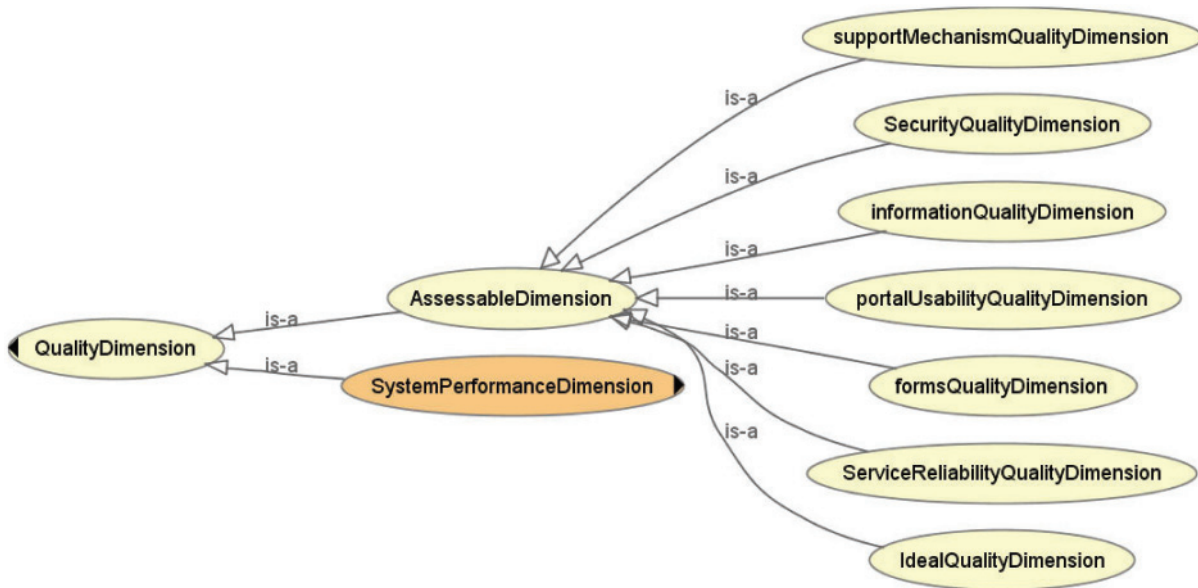 supportMechanismQualityDimension
is-a
SecurityQualityDimension
is-a
informationQualityDimension
is-a
AssessableDimension
is-a
portalUsabilityQualityDimension
is-a
QualityDimension
is-a
is-a
SystemPerformanceDimension
is-a
formsQualityDimension
is-a
is-a
ServiceReliabilityQualityDimension
IdealQualityDimension